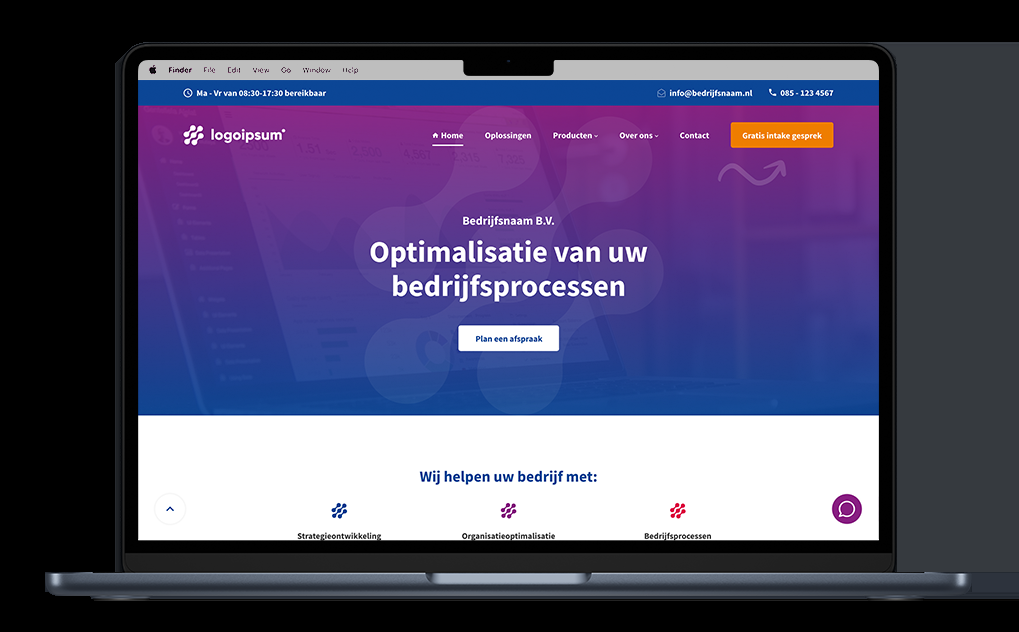 Finder File Edit View Go Window Help
Ma - Vr van 08:30-17:30 bereikbaar
info@bedrijfsnaam.nl 085 - 123 4567
logoipsum
Home Oplossingen Producten Over ons Contact Gratis intake gesprek
Bedrijfsnaam B.V.
Optimalisatie van uw
bedrijfsprocessen
Plan een afspraak
Wij helpen uw bedrijf met:
Strategieontwikkeling Organisatieoptimalisatie Bedrijfsprocessen